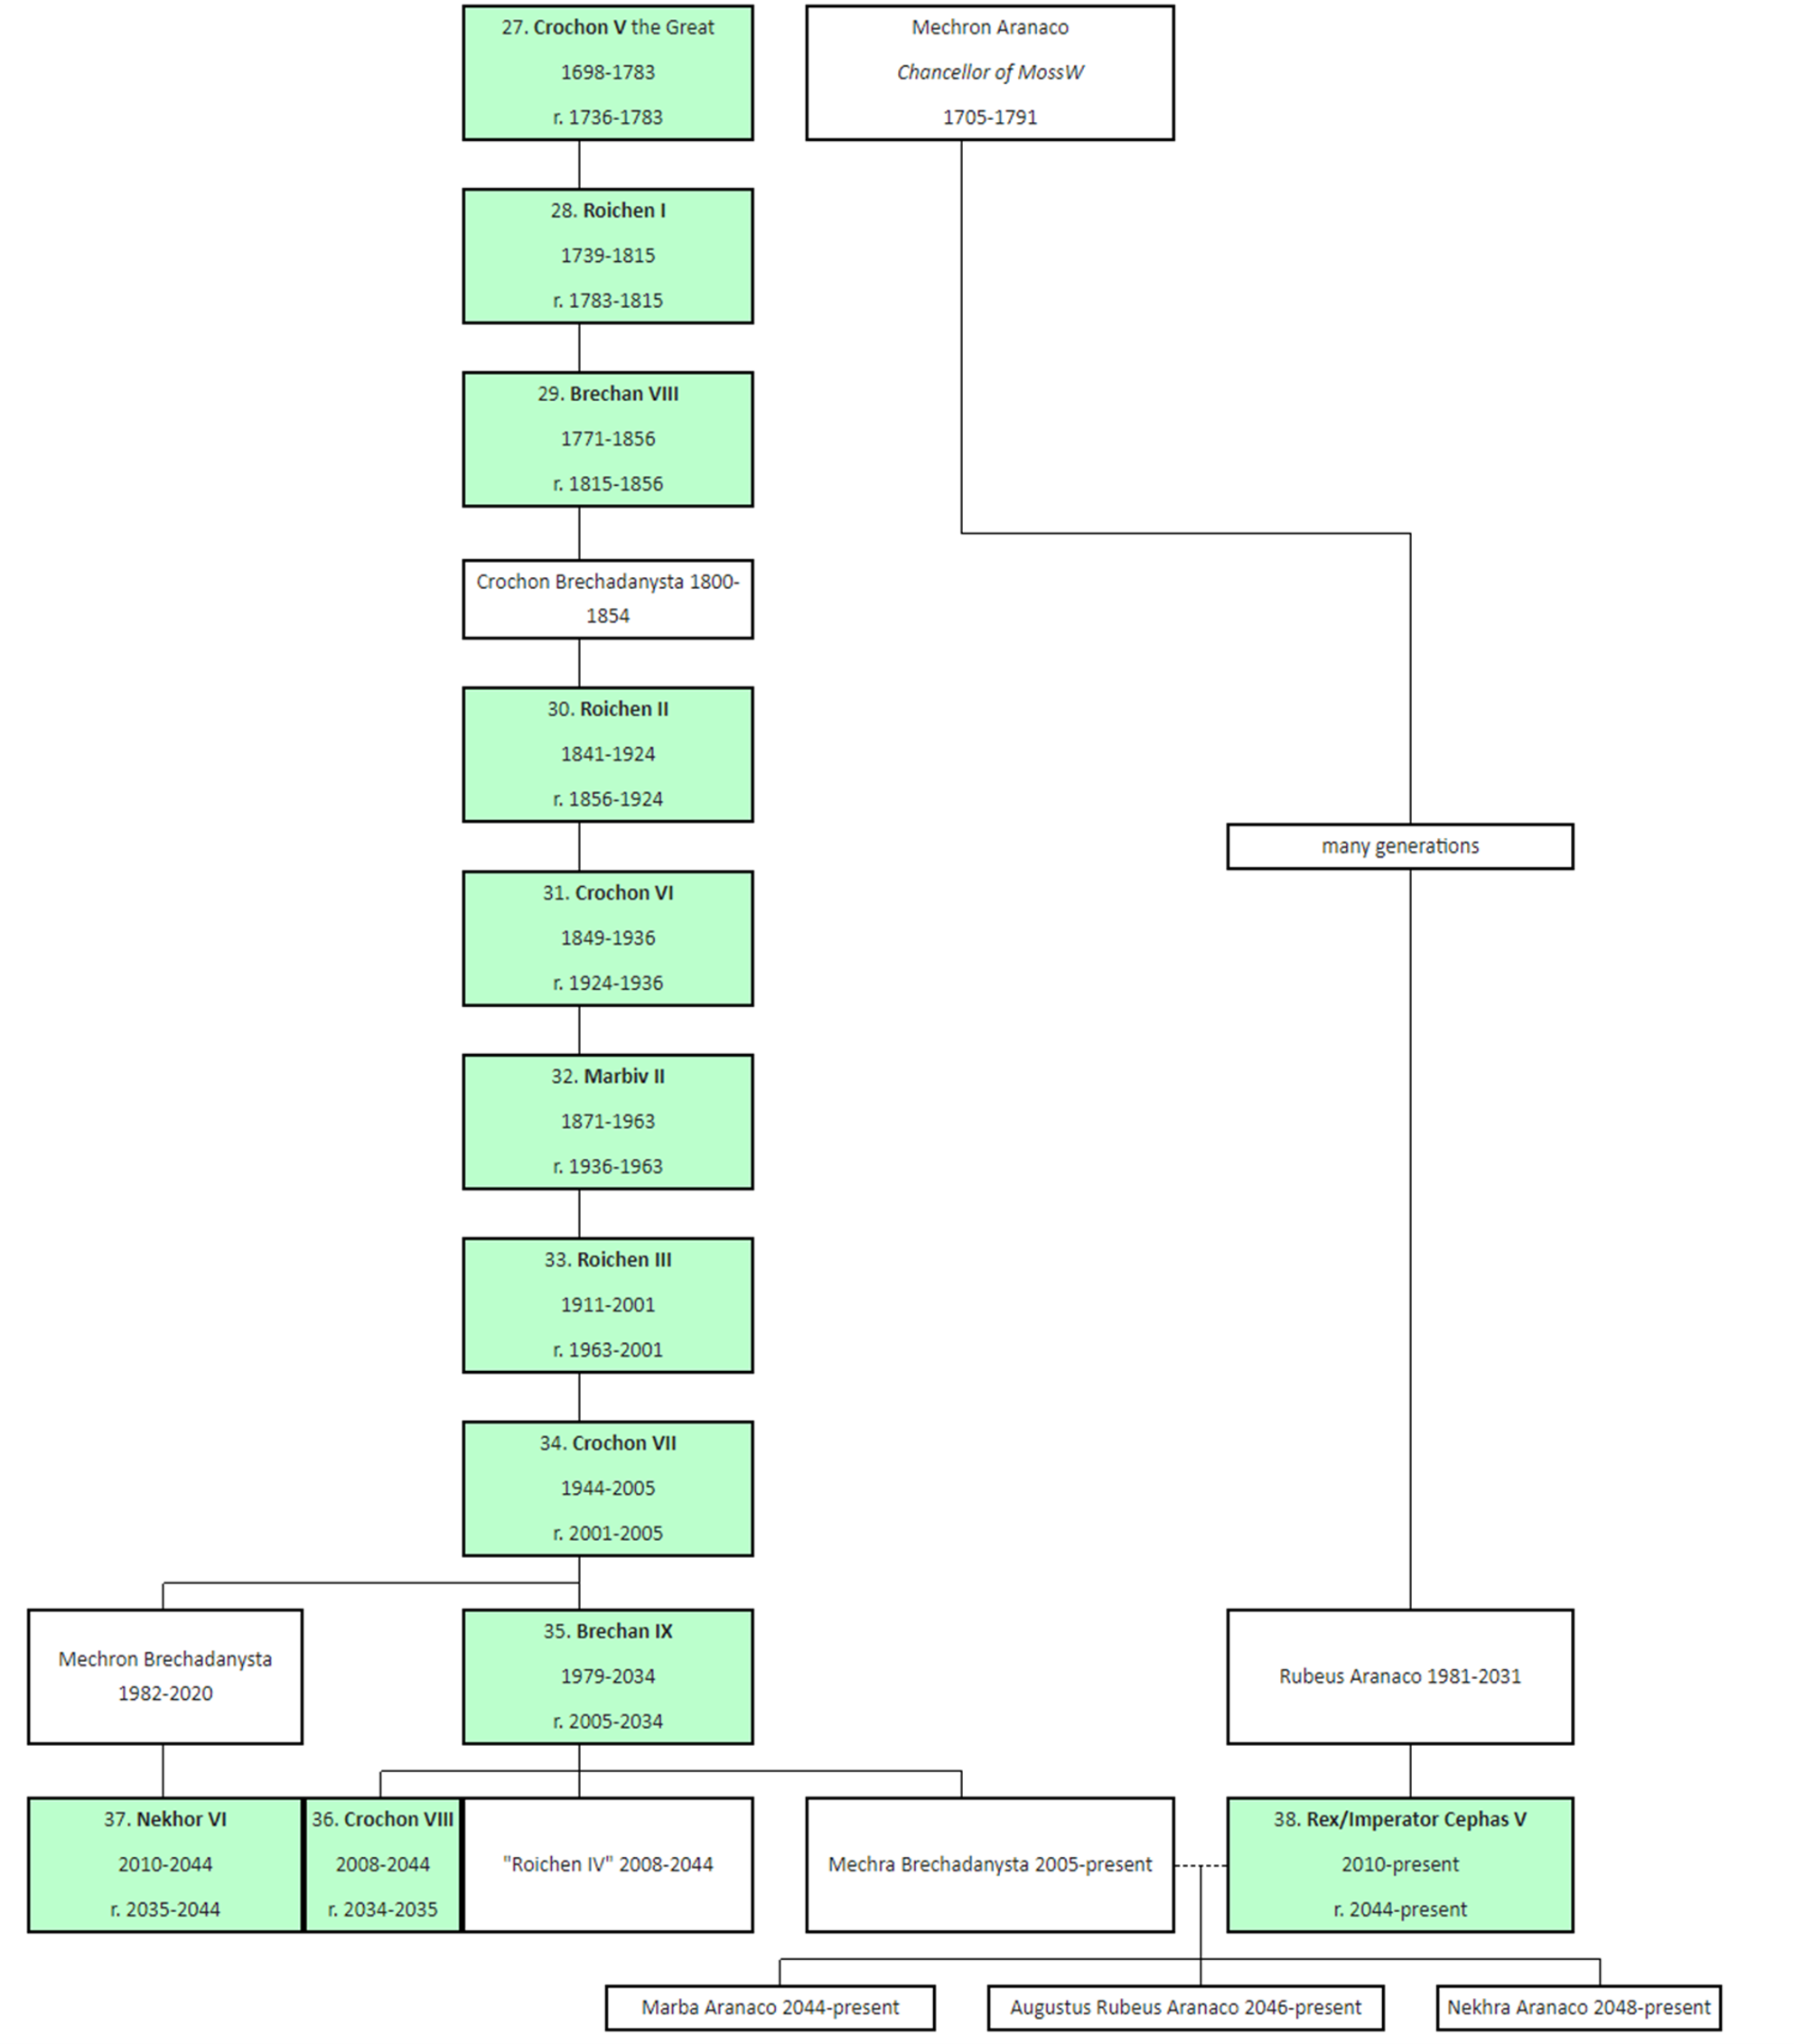 27. Crochon V the Great
1698-1783
r. 1736-1783
Mechron Aranaco
Chancellor of MossW
1705-1791
28. Roichen I
1739-1815
r. 1783-1815
29. Brechan VIII
1771-1856
r. 1815-1856
Crochon Brechadanysta 1800-
1854
30. Roichen II
1841-1924
r. 1856-1924
many generations
31. Crochon VI
1849-1936
r. 1924-1936
32. Marbiv II
1871-1963
r. 1936-1963
33. Roichen III
1911-2001
r. 1963-2001
34. Crochon VII
1944-2005
r. 2001-2005
Mechron Brechadanysta
1982-2020
35. Brechan IX
1979-2034
r. 2005-2034
Rubeus Aranaco 1981-2031
37. Nekhor VI
2010-2044
r. 2035-2044
36. Crochon VIII
2008-2044
r. 2034-2035
"Roichen IV" 2008-2044
Mechra Brechadanysta 2005-present
38. Rex/Imperator Cephas V
2010-present
r. 2044-present
Marba Aranaco 2044-present
Augustus Rubeus Aranaco 2046-present
Nekhra Aranaco 2048-present